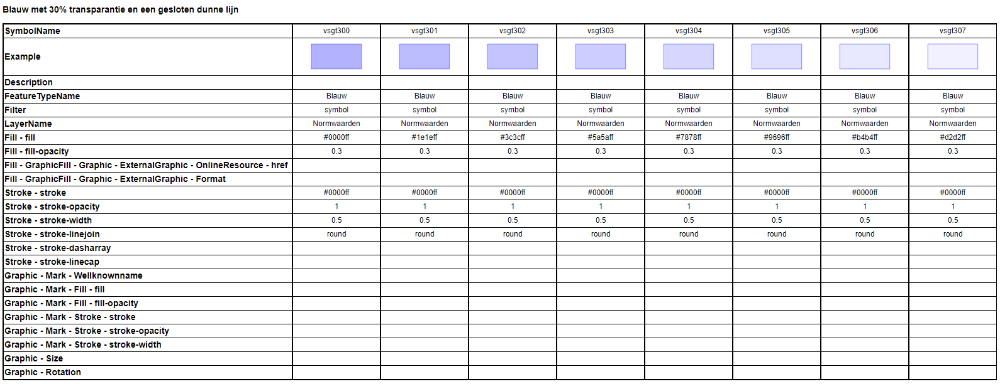 Blauw met 30% transparantie en een gesloten dunne lijn
SymbolName vsgt300 vsgt301 vsgt302 vsgt303 vsgt304 vsgt305 vsgt306 vsgt307
Example
Description
FeatureTypeName Blauw Blauw Blauw Blauw Blauw Blauw Blauw Blauw
Filter symbol symbol symbol symbol symbol symbol symbol symbol
LayerName Normwaarden Normwaarden Normwaarden Normwaarden Normwaarden Normwaarden Normwaarden Normwaarden
Fill - fill #0000ff #1e1eff #3c3cff #5a5aff #7878ff #9696ff #b4b4ff #d2d2ff
Fill - fill-opacity 0.3 0.3 0.3 0.3 0.3 0.3 0.3 0.3
Fill - GraphicFill - Graphic - ExternalGraphic - OnlineResource - href
Fill - GraphicFill - Graphic - ExternalGraphic - Format
Stroke - stroke #0000ff #0000ff #0000ff #0000ff #0000ff #0000ff #0000ff #0000ff
Stroke - stroke-opacity 1 1 1 1 1 1 1 1
Stroke - stroke-width 0.5 0.5 0.5 0.5 0.5 0.5 0.5 0.5
Stroke - stroke-linejoin round round round round round round round round
Stroke - stroke-dasharray
Stroke - stroke-linecap
Graphic - Mark - Wellknownname
Graphic - Mark - Fill - fill
Graphic - Mark - Fill - fill-opacity
Graphic - Mark - Stroke - stroke
Graphic - Mark - Stroke - stroke-opacity
Graphic - Mark - Stroke - stroke-width
Graphic - Size
Graphic - Rotation